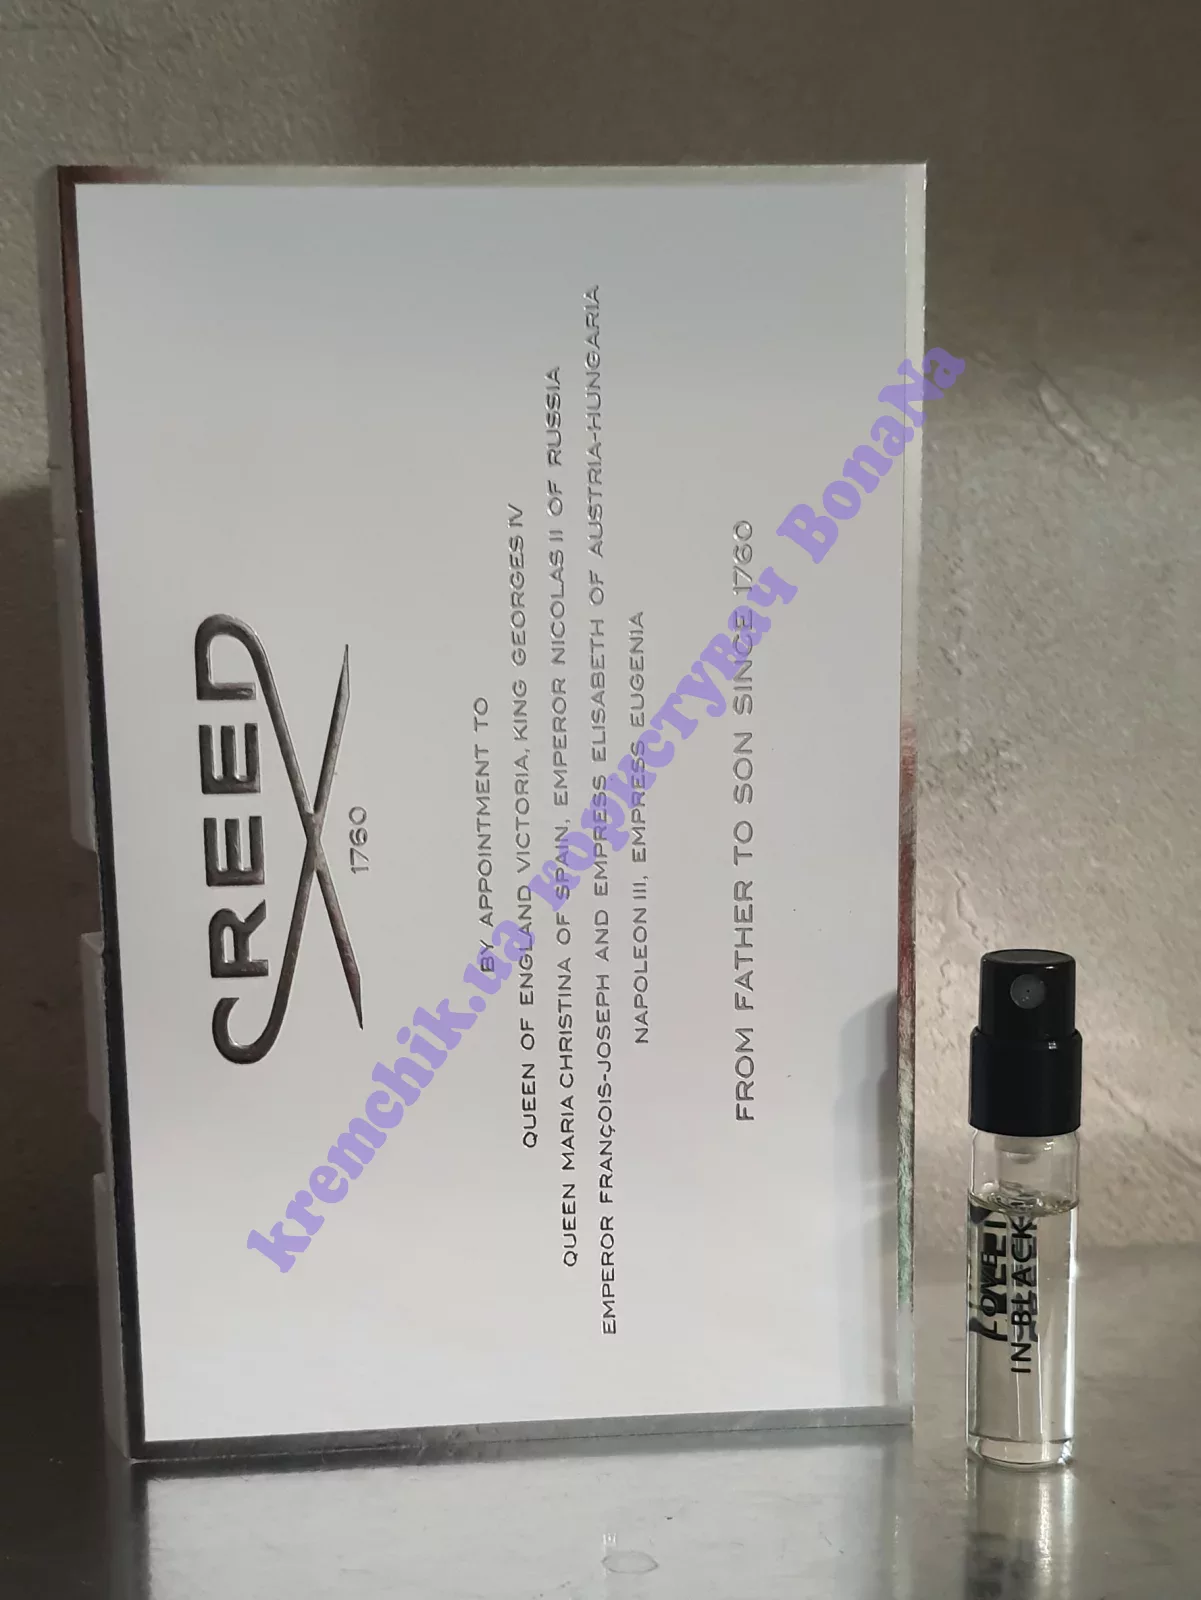 CREED
1760
BY APPOINTMENT TO
QUEEN OF ENGLAND VICTORIA, KING GEORGES IV
QUEEN MARIA CHRISTINA OF SPAIN, EMPEROR NICOLAS II OF RUSSIA
EMPEROR FRANÇOIS-JOSEPH AND EMPRESS ELISABETH OF AUSTRIA-HUNGARIA
NAPOLEON III, EMPRESS EUGENIA
FROM FATHER TO SON SINCE 1760
kremchik.ua користувач BonaNa
LOVE
IN BLACK